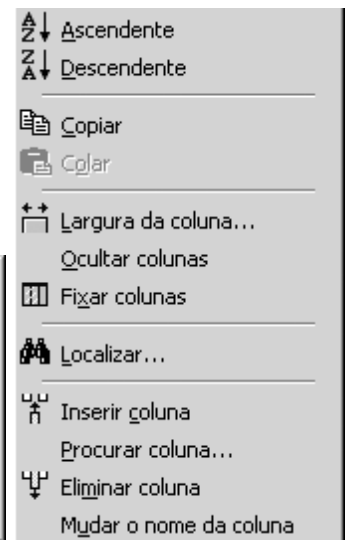 Ascendente
Descendente
Copiar
Colar
Largura da coluna...
Ocultar colunas
Fixar colunas
Localizar...
Inserir coluna
Procurar coluna...
Eliminar coluna
Mudar o nome da coluna